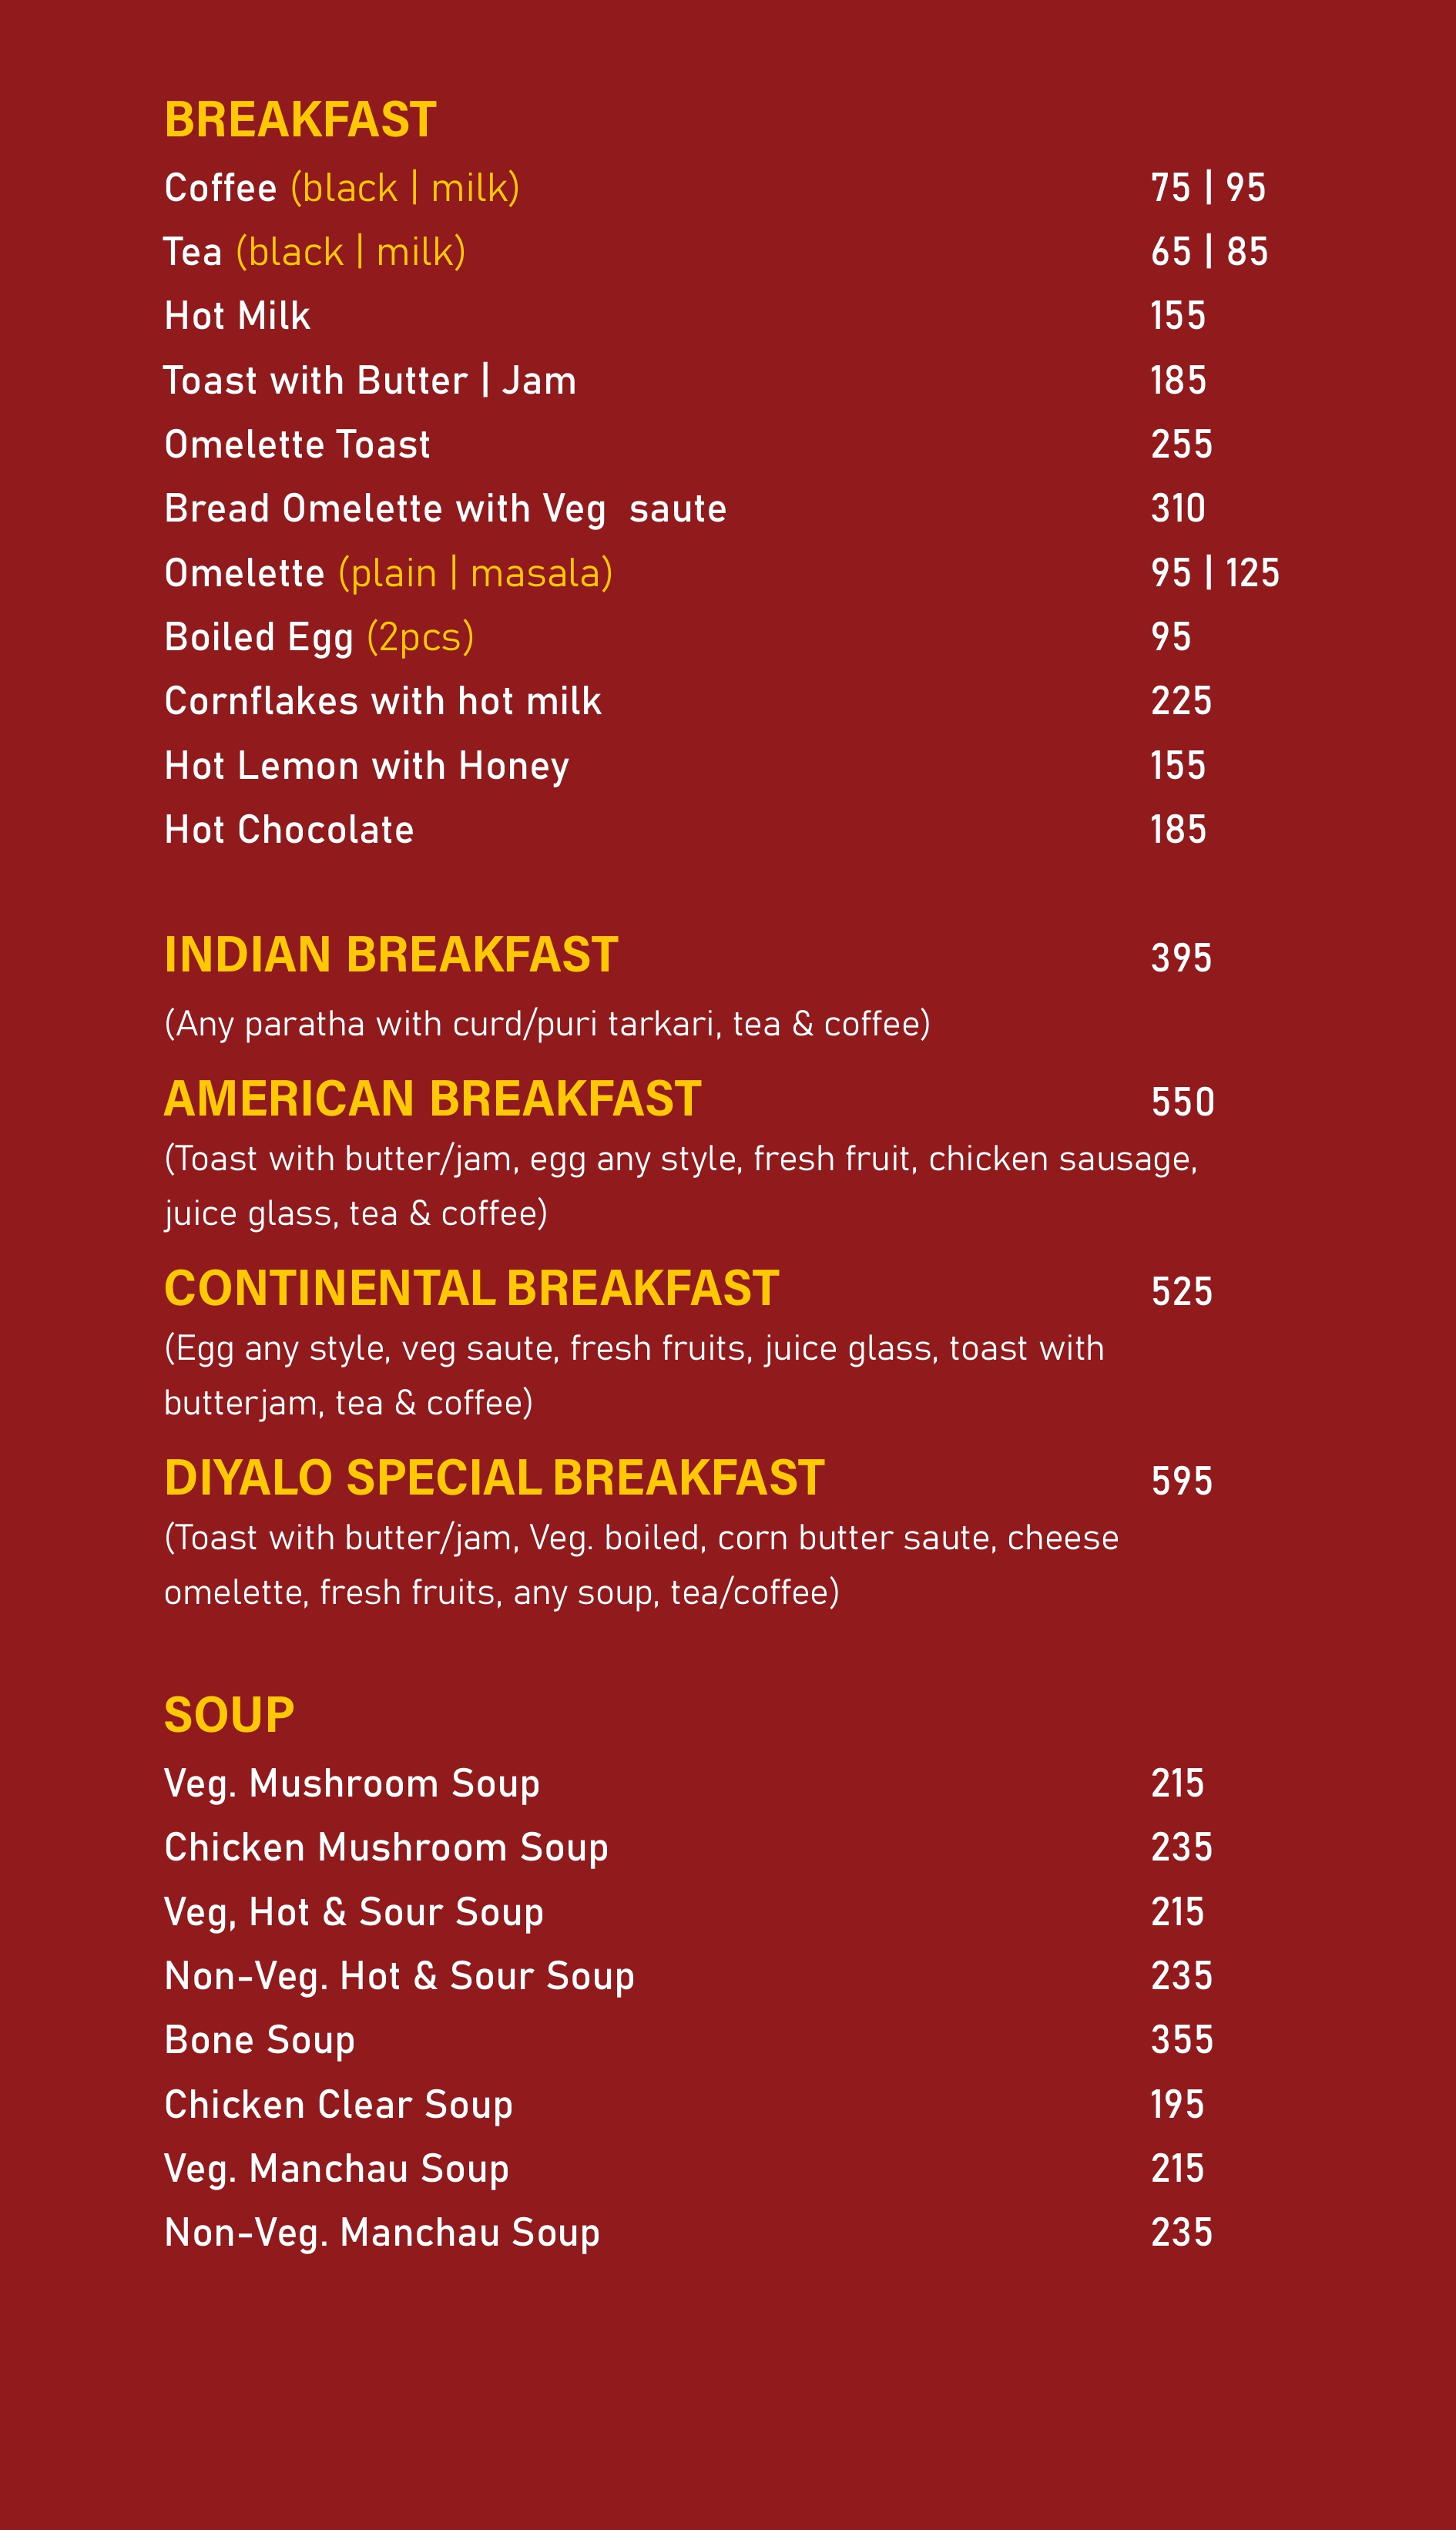 BREAKFAST
Coffee (black | milk) 75 | 95
Tea (black | milk) 65 | 85
Hot Milk 155
Toast with Butter | Jam 185
Omelette Toast 255
Bread Omelette with Veg  saute 310
Omelette (plain | masala) 95 | 125
Boiled Egg (2pcs) 95
Cornflakes with hot milk 225
Hot Lemon with Honey 155
Hot Chocolate 185
INDIAN BREAKFAST 395
(Any paratha with curd/puri tarkari, tea & coffee)
AMERICAN BREAKFAST 550
(Toast with butter/jam, egg any style, fresh fruit, chicken sausage,
juice glass, tea & coffee)
CONTINENTAL BREAKFAST 525
(Egg any style, veg saute, fresh fruits, juice glass, toast with
butterjam, tea & coffee)
DIYALO SPECIAL BREAKFAST 595
(Toast with butter/jam, Veg. boiled, corn butter saute, cheese
omelette, fresh fruits, any soup, tea/coffee)
SOUP
Veg. Mushroom Soup 215
Chicken Mushroom Soup 235
Veg, Hot & Sour Soup 215
Non-Veg. Hot & Sour Soup 235
Bone Soup 355
Chicken Clear Soup 195
Veg. Manchau Soup 215
Non-Veg. Manchau Soup 235